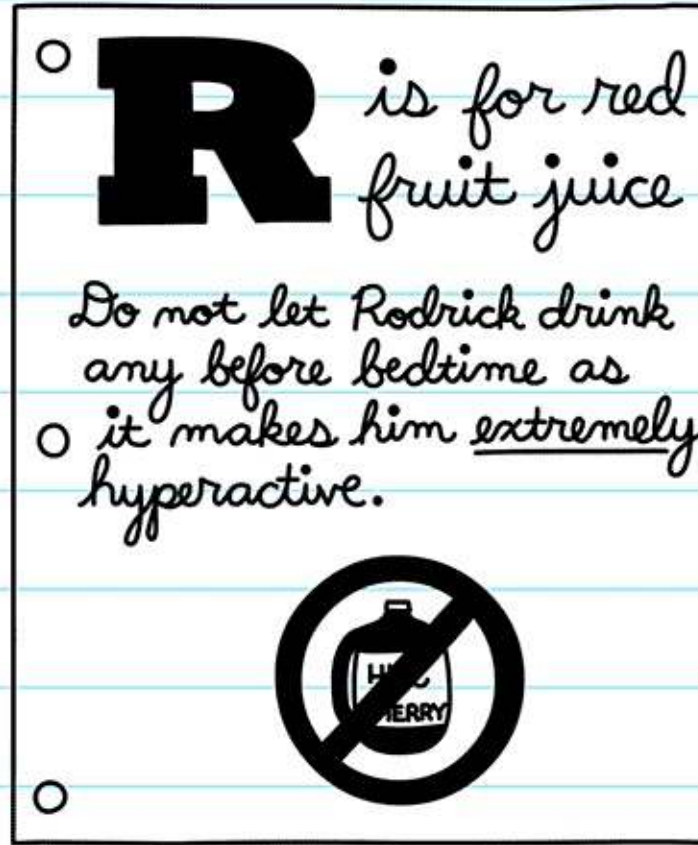 R is for red
fruit juice
Do not let Rodrick drink
any before bedtime as
it makes him extremely
hyperactive.